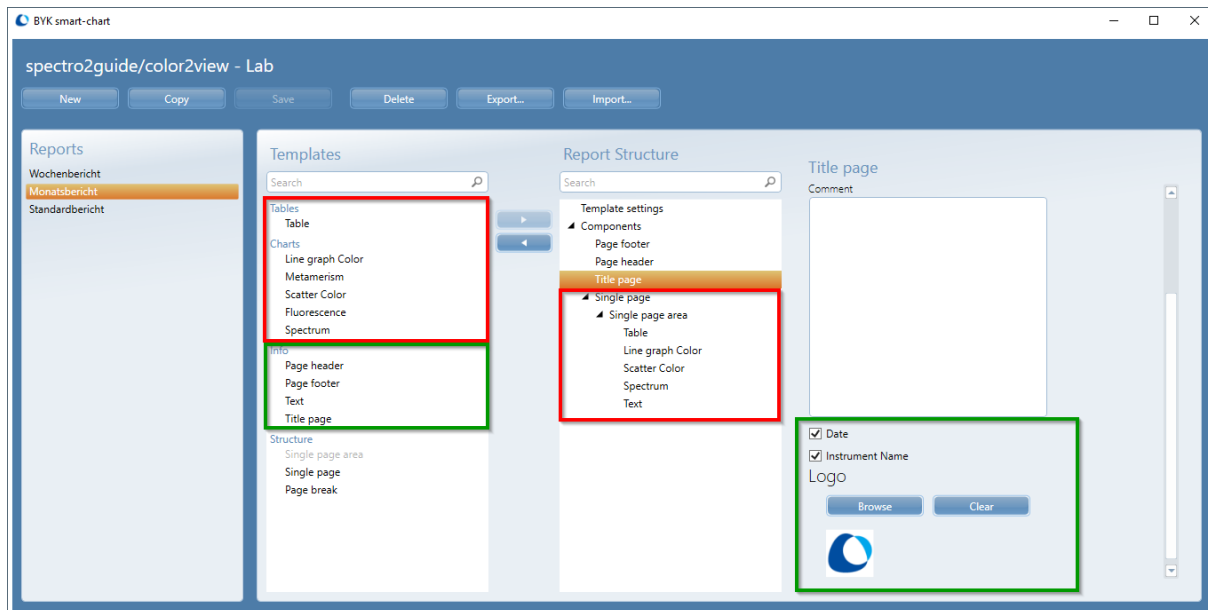 BYK smart-chart
spectro2guide/color2view - Lab
New Copy Save Delete Export... Import...
Reports
Wochenbericht
Monatsbericht
Standardbericht
Templates
Search
Tables
Table
Charts
Line graph Color
Metamerism
Scatter Color
Fluorescence
Spectrum
Info
Page header
Page footer
Text
Title page
Structure
Single page area
Single page
Page break
Report Structure
Search
Template settings
Components
Page footer
Page header
Title page
Single page
Single page area
Table
Line graph Color
Scatter Color
Spectrum
Text
Title page
Comment
Date
Instrument Name
Logo
Browse Clear